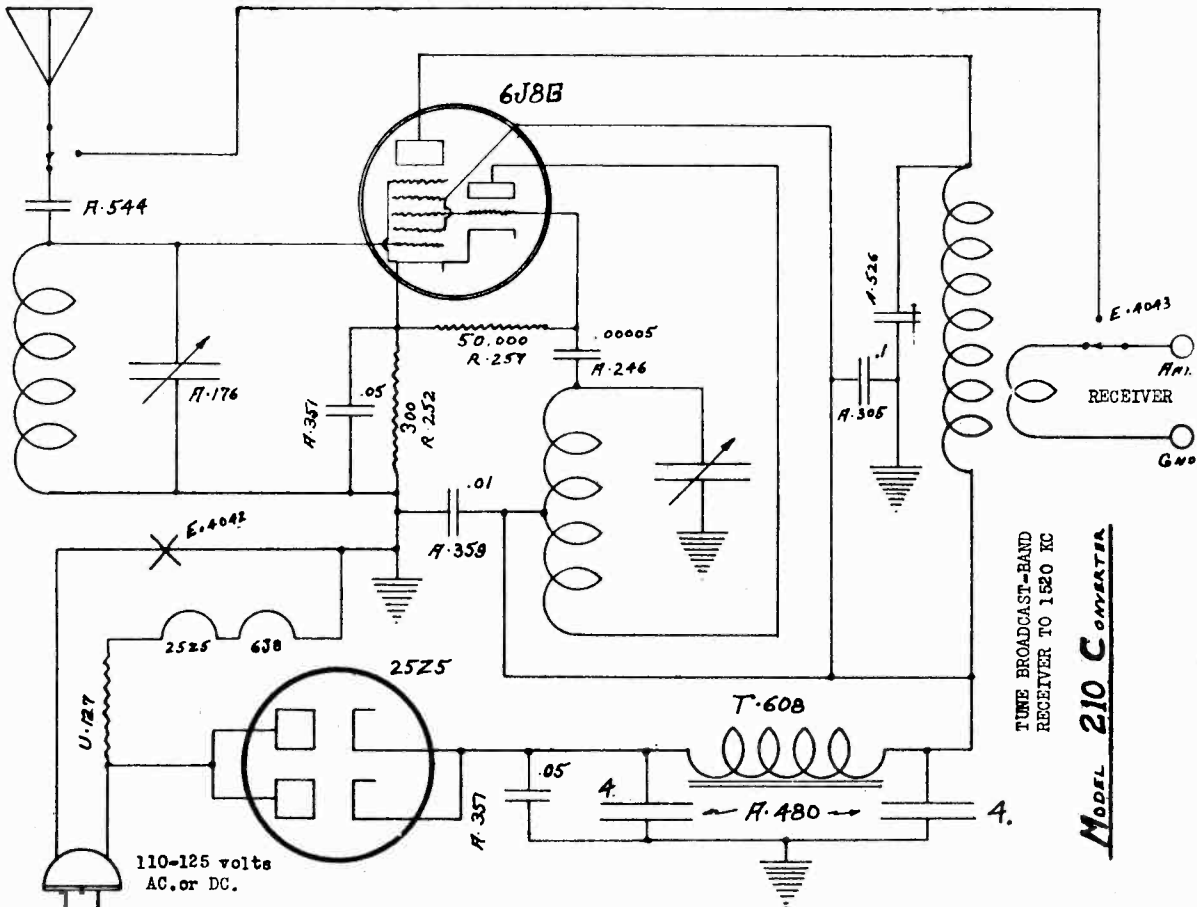 6J8G
A.544
A.176
50.000
R.257
.00005
A.246
A.351
.05
300
R.252
.01
A.359
A.526
.1
A.305
E.4043
ANT.
RECEIVER
GND
E.4042
25Z5
6J8
U.127
25Z5
T.608
.05
A.357
4.
A.480
4.
110-125 volts
AC.or DC.
TUNE BROADCAST-BAND
RECEIVER TO 1520 KC
MODEL 210 CONVERTER